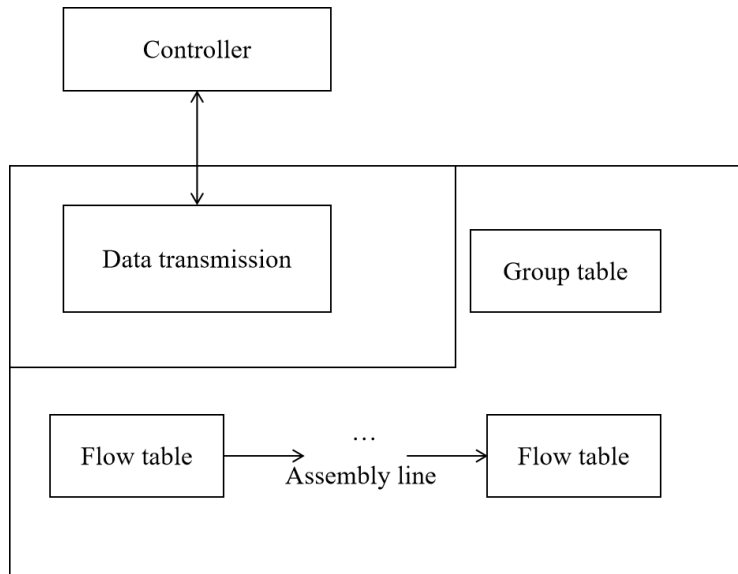 Controller
Data transmission
Group table
Flow table
…
Assembly line
Flow table